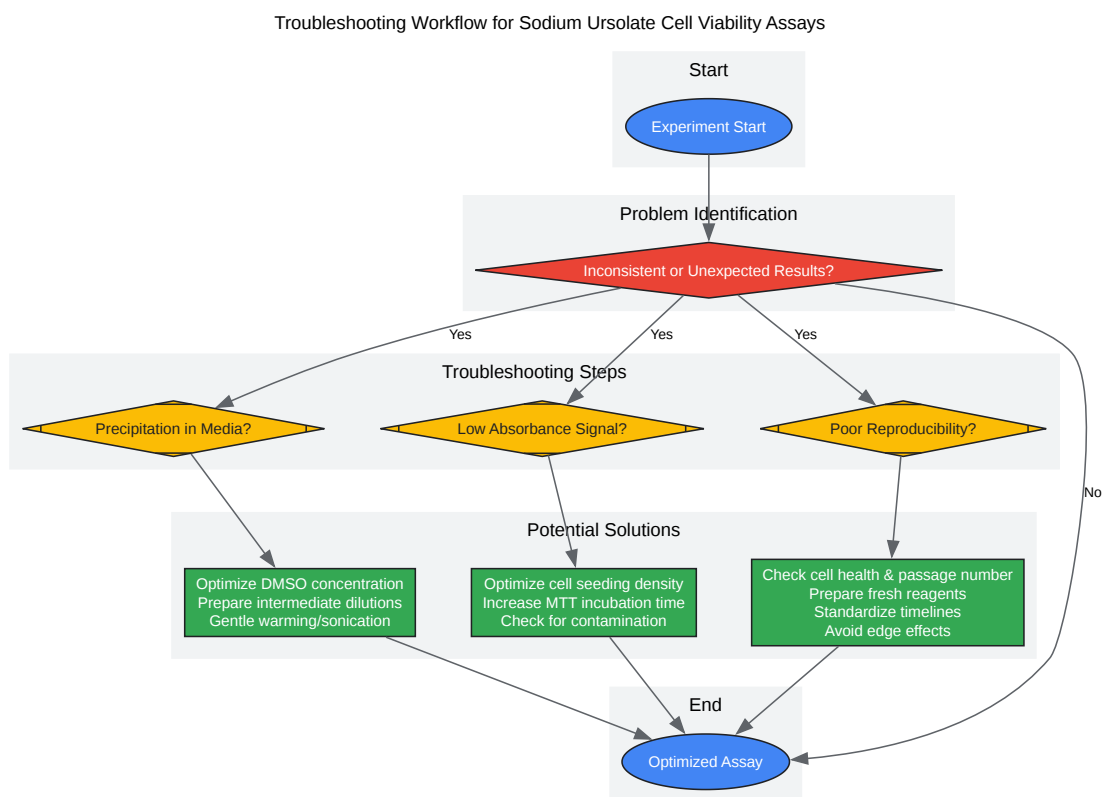 Troubleshooting Workflow for Sodium Ursolate Cell Viability Assays
Start
Experiment Start
Problem Identification
Inconsistent or Unexpected Results?
Yes
Yes
Yes
Troubleshooting Steps
Precipitation in Media?
Low Absorbance Signal?
Poor Reproducibility?
No
Potential Solutions
Optimize DMSO concentration
Prepare intermediate dilutions
Gentle warming/sonication
Optimize cell seeding density
Increase MTT incubation time
Check for contamination
Check cell health & passage number
Prepare fresh reagents
Standardize timelines
Avoid edge effects
End
Optimized Assay